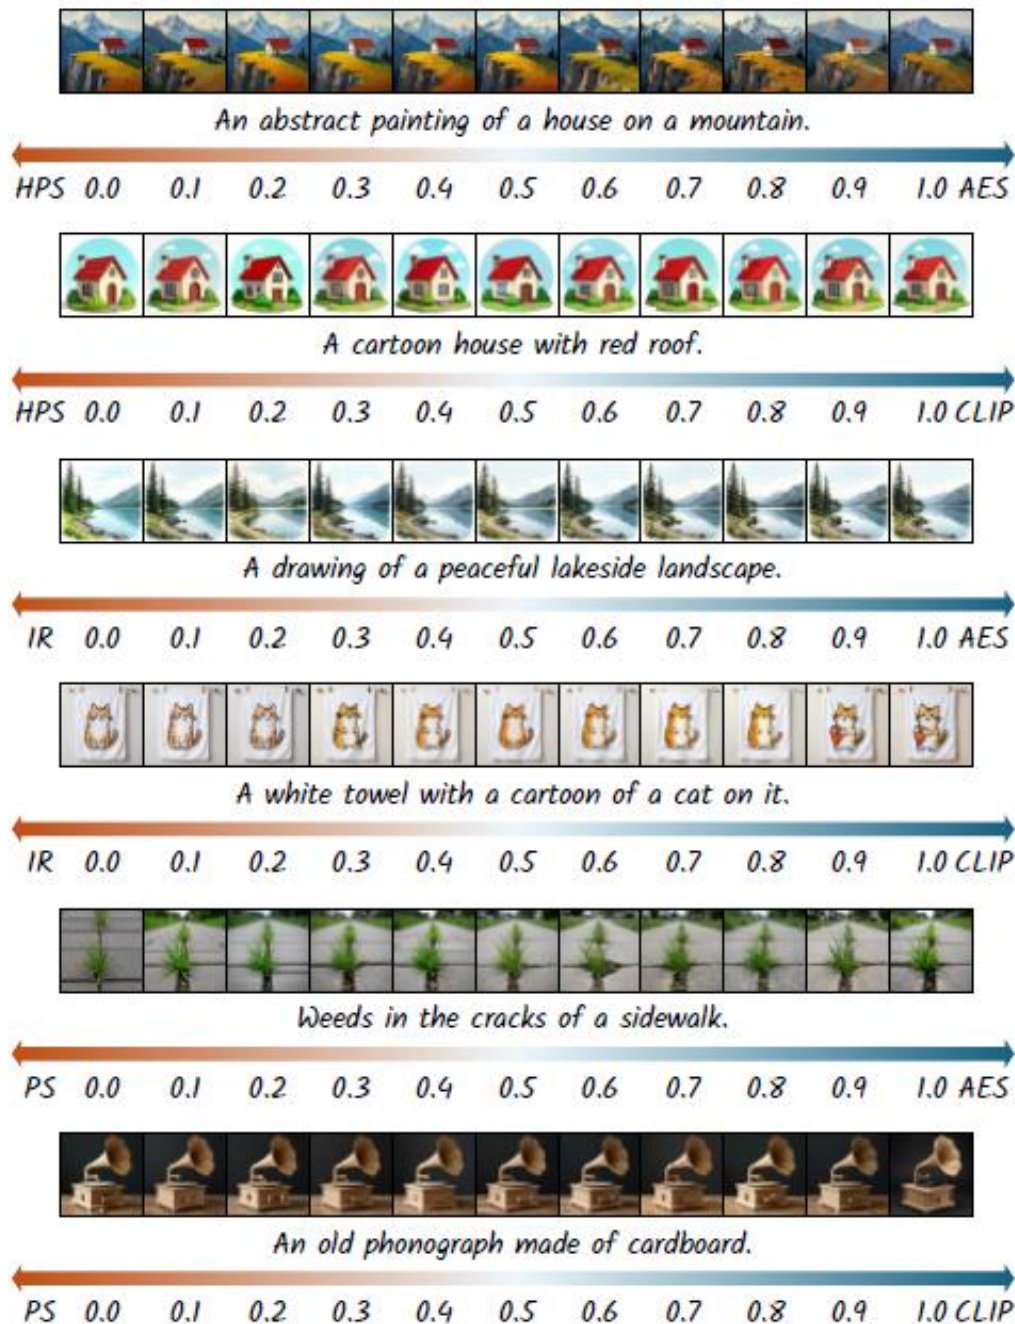 An abstract painting of a house on a mountain.
HPS 0.0 0.1 0.2 0.3 0.4 0.5 0.6 0.7 0.8 0.9 1.0 AES
A cartoon house with red roof.
HPS 0.0 0.1 0.2 0.3 0.4 0.5 0.6 0.7 0.8 0.9 1.0 CLIP
A drawing of a peaceful lakeside landscape.
IR 0.0 0.1 0.2 0.3 0.4 0.5 0.6 0.7 0.8 0.9 1.0 AES
A white towel with a cartoon of a cat on it.
IR 0.0 0.1 0.2 0.3 0.4 0.5 0.6 0.7 0.8 0.9 1.0 CLIP
Weeds in the cracks of a sidewalk.
PS 0.0 0.1 0.2 0.3 0.4 0.5 0.6 0.7 0.8 0.9 1.0 AES
An old phonograph made of cardboard.
PS 0.0 0.1 0.2 0.3 0.4 0.5 0.6 0.7 0.8 0.9 1.0 CLIP